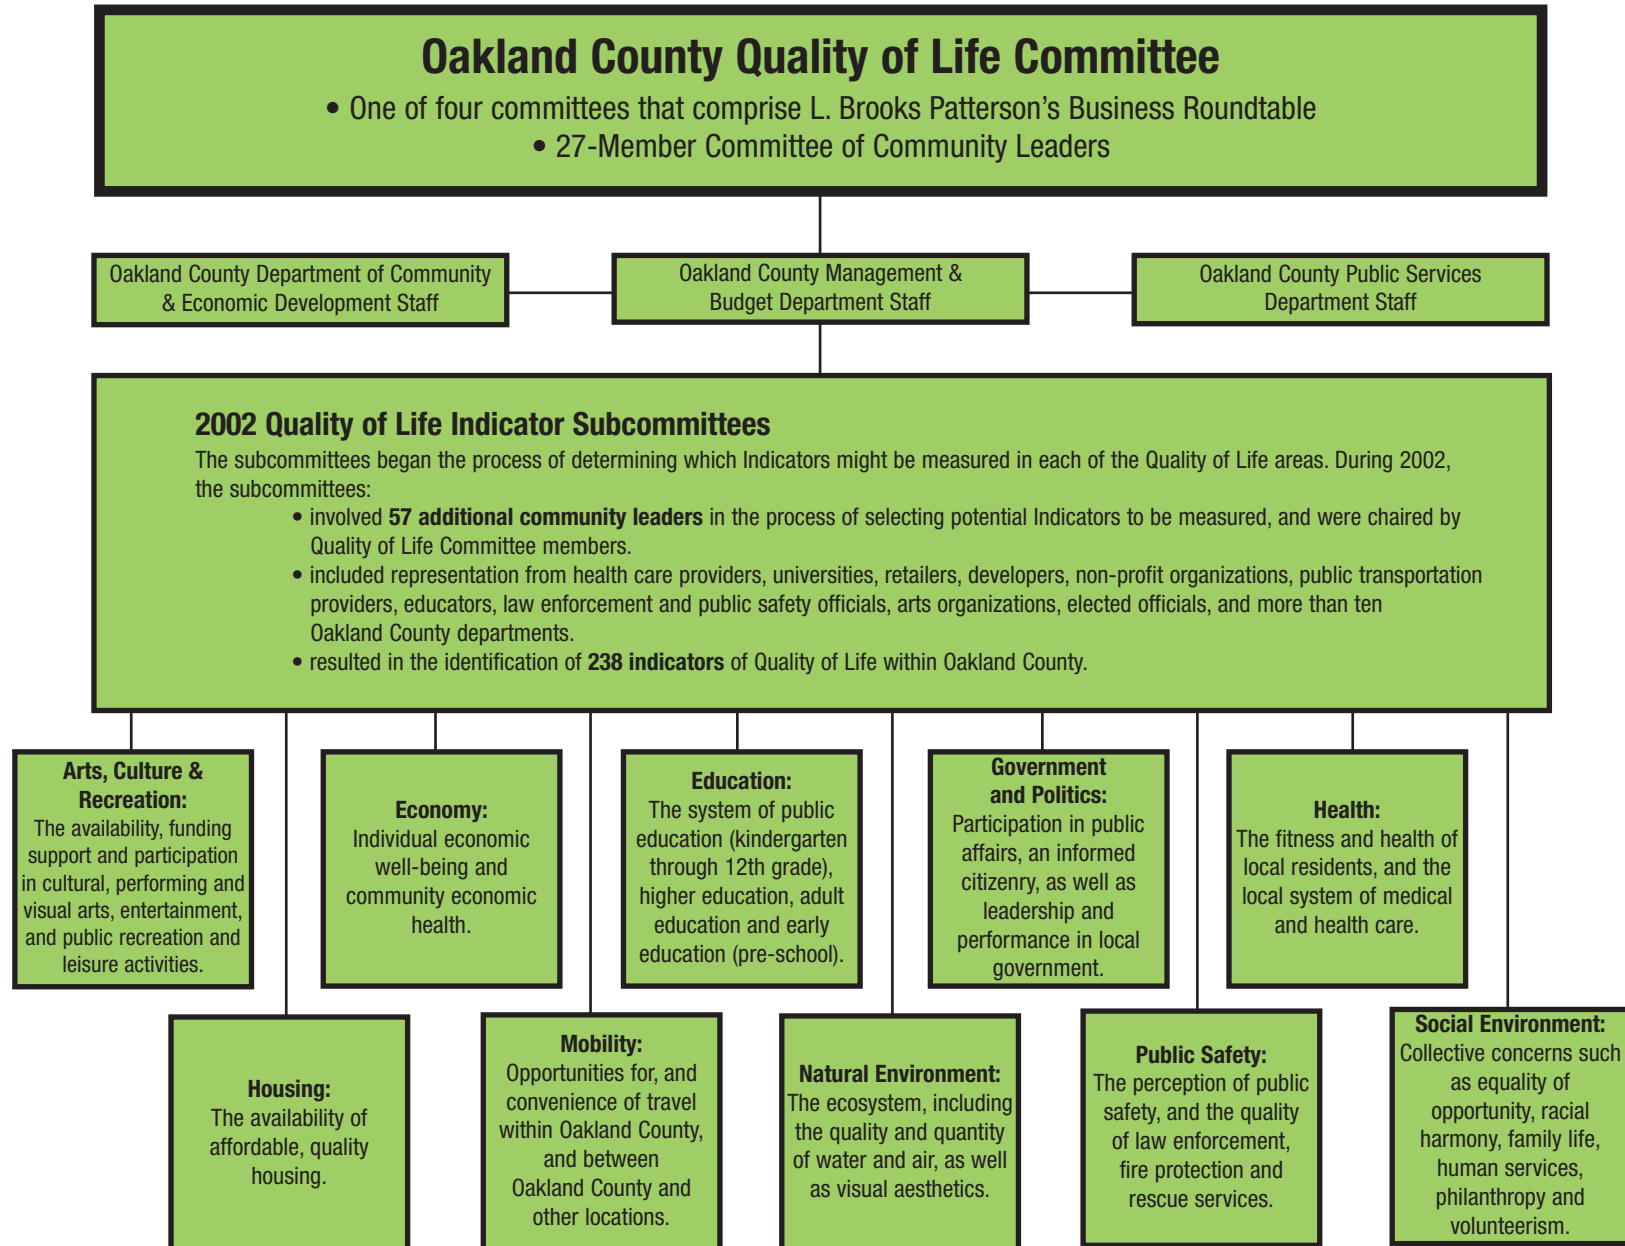 Oakland County Quality of Life Committee
• One of four committees that comprise L. Brooks Patterson's Business Roundtable
• 27-Member Committee of Community Leaders
Oakland County Department of Community
& Economic Development Staff
Oakland County Management &
Budget Department Staff
Oakland County Public Services
Department Staff
2002 Quality of Life Indicator Subcommittees
The subcommittees began the process of determining which Indicators might be measured in each of the Quality of Life areas. During 2002,
the subcommittees:
• involved 57 additional community leaders in the process of selecting potential Indicators to be measured, and were chaired by
Quality of Life Committee members.
• included representation from health care providers, universities, retailers, developers, non-profit organizations, public transportation
providers, educators, law enforcement and public safety officials, arts organizations, elected officials, and more than ten
Oakland County departments.
• resulted in the identification of 238 indicators of Quality of Life within Oakland County.
Arts, Culture &
Recreation:
The availability, funding
support and participation
in cultural, performing and
visual arts, entertainment,
and public recreation and
leisure activities.
Economy:
Individual economic
well-being and
community economic
health.
Education:
The system of public
education (kindergarten
through 12th grade),
higher education, adult
education and early
education (pre-school).
Government
and Politics:
Participation in public
affairs, an informed
citizenry, as well as
leadership and
performance in local
government.
Health:
The fitness and health of
local residents, and the
local system of medical
and health care.
Housing:
The availability of
affordable, quality
housing.
Mobility:
Opportunities for, and
convenience of travel
within Oakland County,
and between
Oakland County and
other locations.
Natural Environment:
The ecosystem, including
the quality and quantity
of water and air, as well
as visual aesthetics.
Public Safety:
The perception of public
safety, and the quality
of law enforcement,
fire protection and
rescue services.
Social Environment:
Collective concerns such
as equality of
opportunity, racial
harmony, family life,
human services,
philanthropy and
volunteerism.